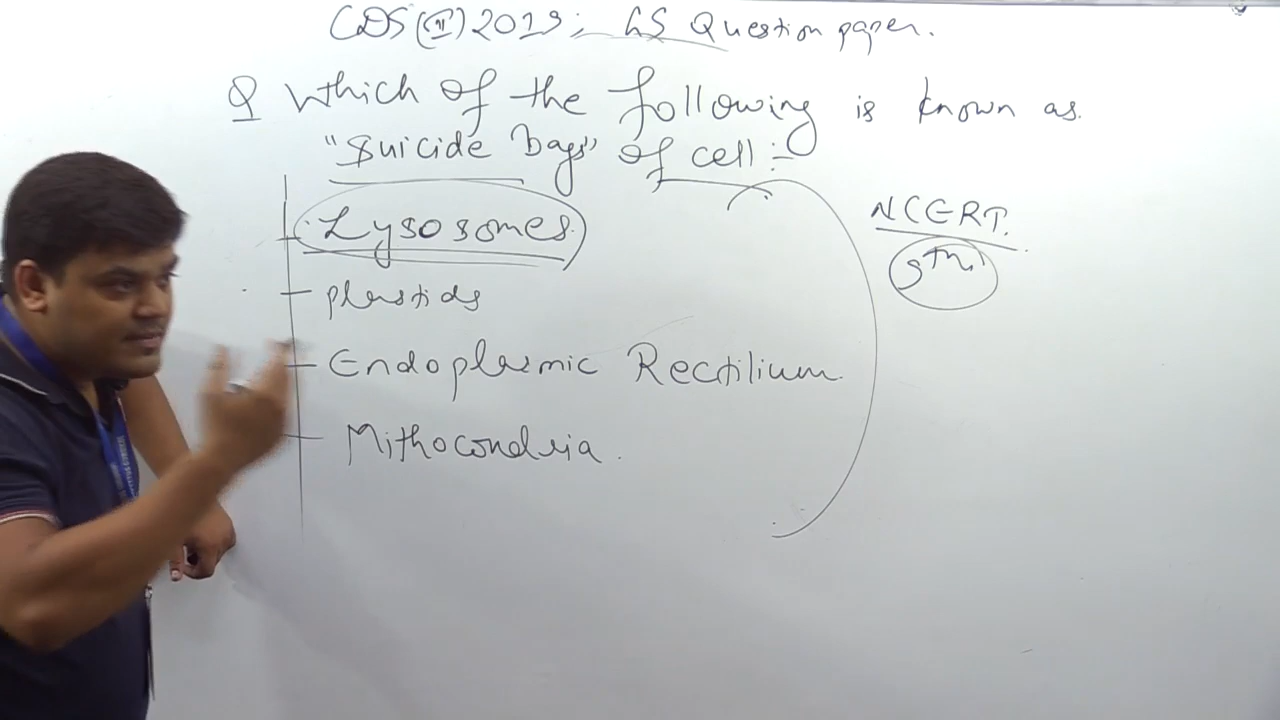 CDS (II) 2019; GS Question paper.
Q Which of the following is known as
"Suicide bags" of cell:-
Lysosomes
plastids
Endoplasmic Rectilium
Mithocondria.
NCERT.
9th